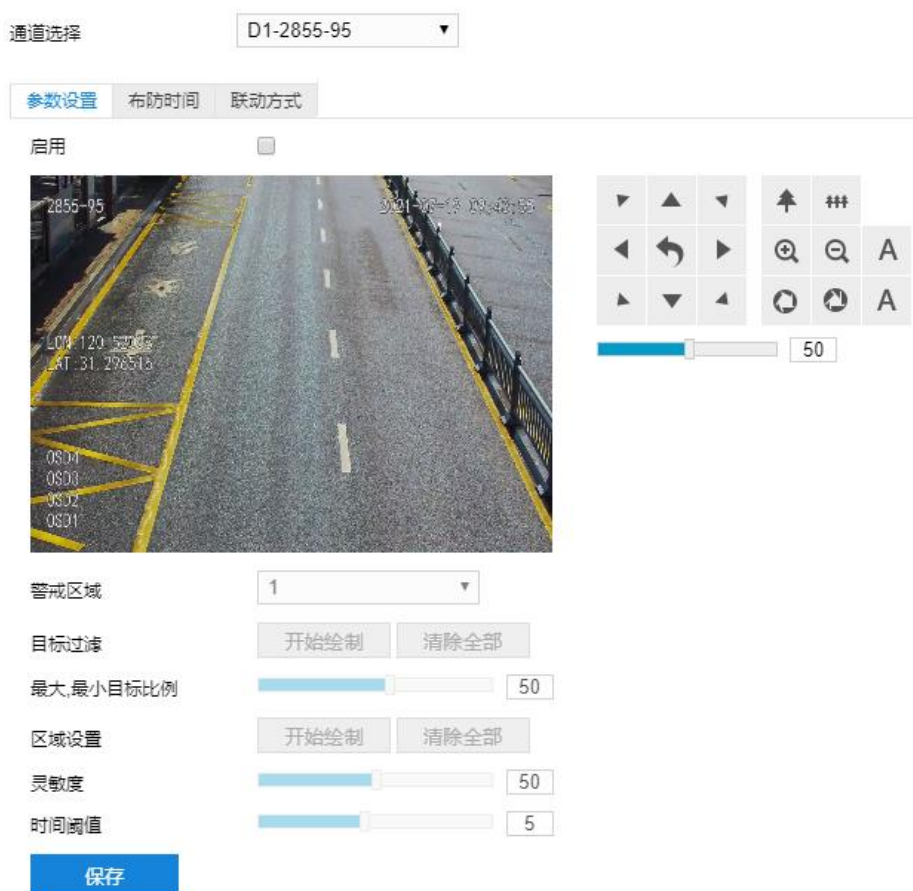 通道选择
D1-2855-95
参数设置 布防时间 联动方式
启用
2855-95
LAT:31.296516
OSD4
OSD3
OSD2
OSD1
A
A
50
警戒区域
1
目标过滤
开始绘制 清除全部
最大,最小目标比例
50
区域设置
开始绘制 清除全部
灵敏度
50
时间阈值
5
保存